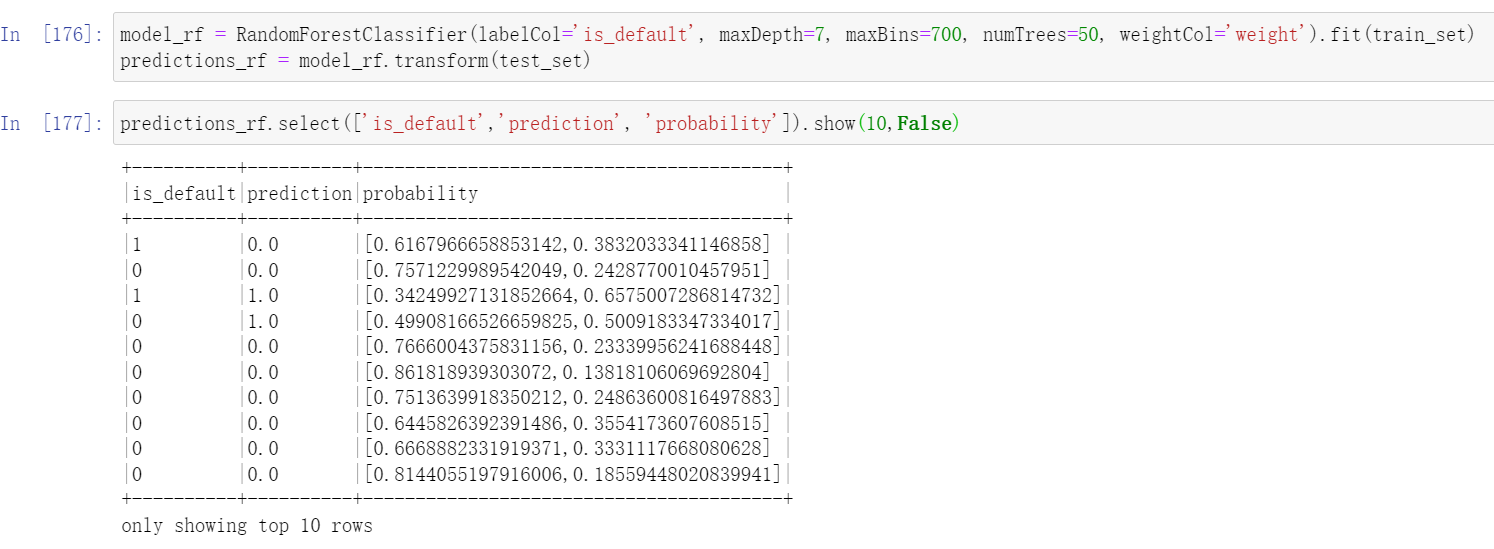 In [176]: model_rf = RandomForestClassifier(labelCol='is_default', maxDepth=7, maxBins=700, numTrees=50, weightCol='weight').fit(train_set)
predictions_rf = model_rf.transform(test_set)
In [177]: predictions_rf.select(['is_default','prediction', 'probability']).show(10,False)
+----------+----------+----------------------------------------+
|is_default|prediction|probability                             |
+----------+----------+----------------------------------------+
|1         |0.0       |[0.6167966658853142,0.3832033341146858] |
|0         |0.0       |[0.7571229989542049,0.2428770010457951] |
|1         |1.0       |[0.34249927131852664,0.6575007286814732]|
|0         |1.0       |[0.49908166526659825,0.5009183347334017]|
|0         |0.0       |[0.7666004375831156,0.23339956241688448]|
|0         |0.0       |[0.861818939303072,0.13818106069692804] |
|0         |0.0       |[0.7513639918350212,0.24863600816497883]|
|0         |0.0       |[0.6445826392391486,0.3554173607608515] |
|0         |0.0       |[0.6668882331919371,0.3331117668080628] |
|0         |0.0       |[0.8144055197916006,0.18559448020839941]|
+----------+----------+----------------------------------------+
only showing top 10 rows